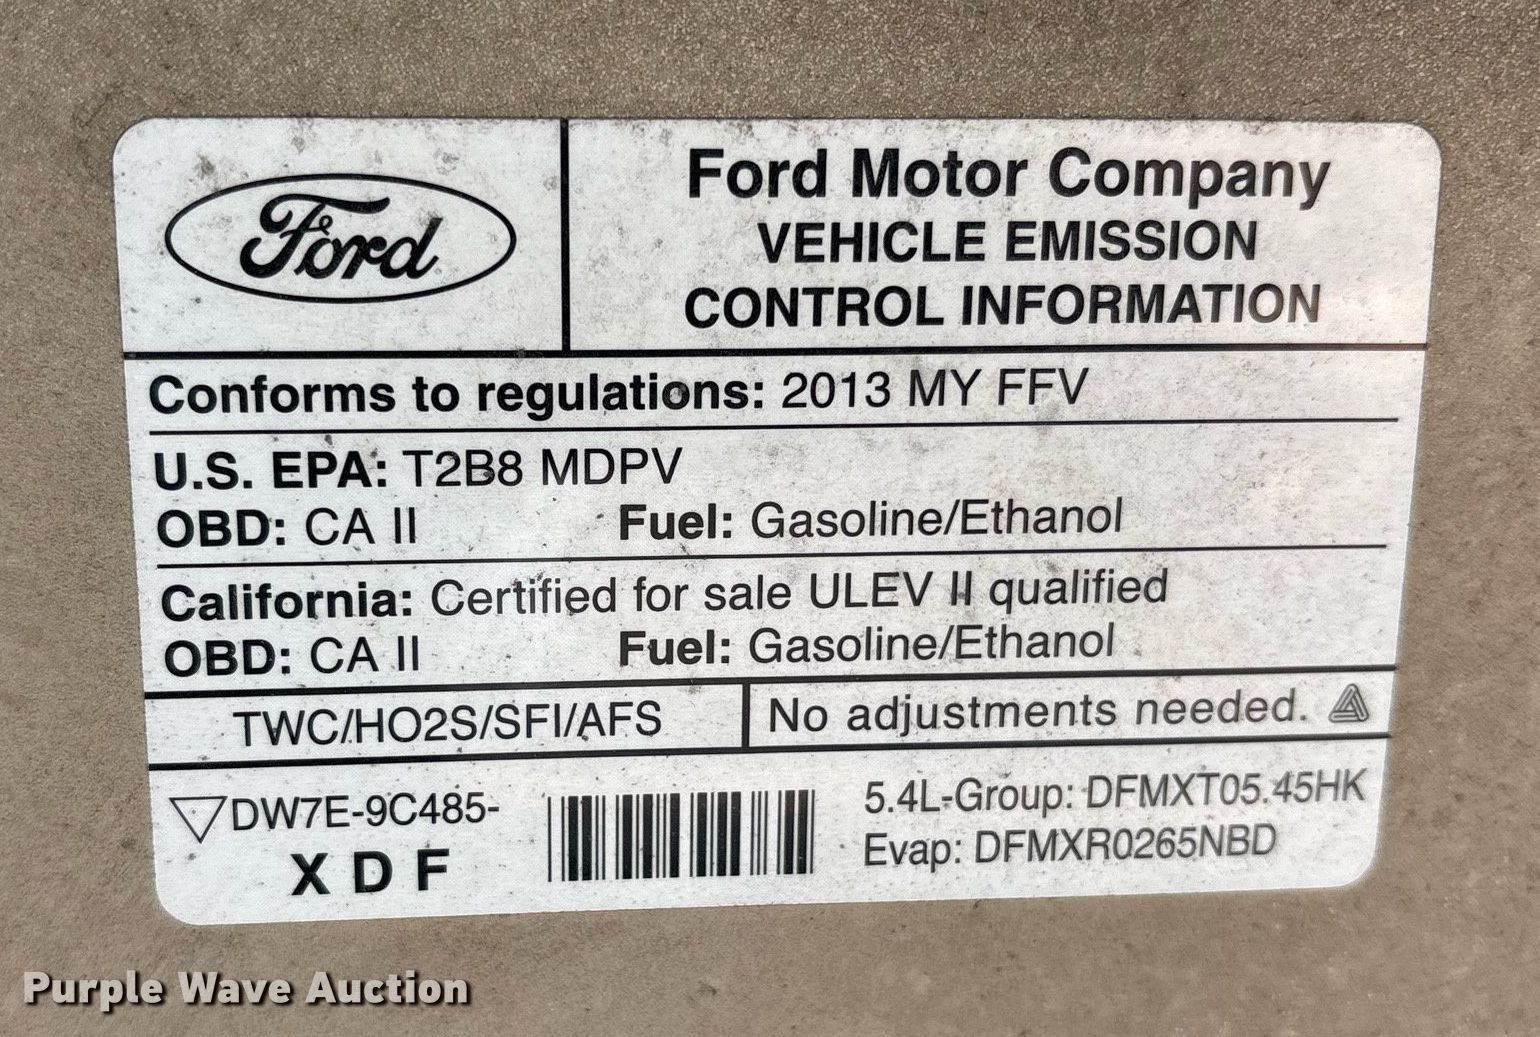 Ford
Ford Motor Company
VEHICLE EMISSION
CONTROL INFORMATION
Conforms to regulations: 2013 MY FFV
U.S. EPA: T2B8 MDPV
OBD: CA II Fuel: Gasoline/Ethanol
California: Certified for sale ULEV II qualified
OBD: CA II Fuel: Gasoline/Ethanol
TWC/HO2S/SFI/AFS No adjustments needed.
DW7E-9C485-
XDF
5.4L-Group: DFMXT05.45HK
Evap: DFMXR0265NBD
Purple Wave Auction